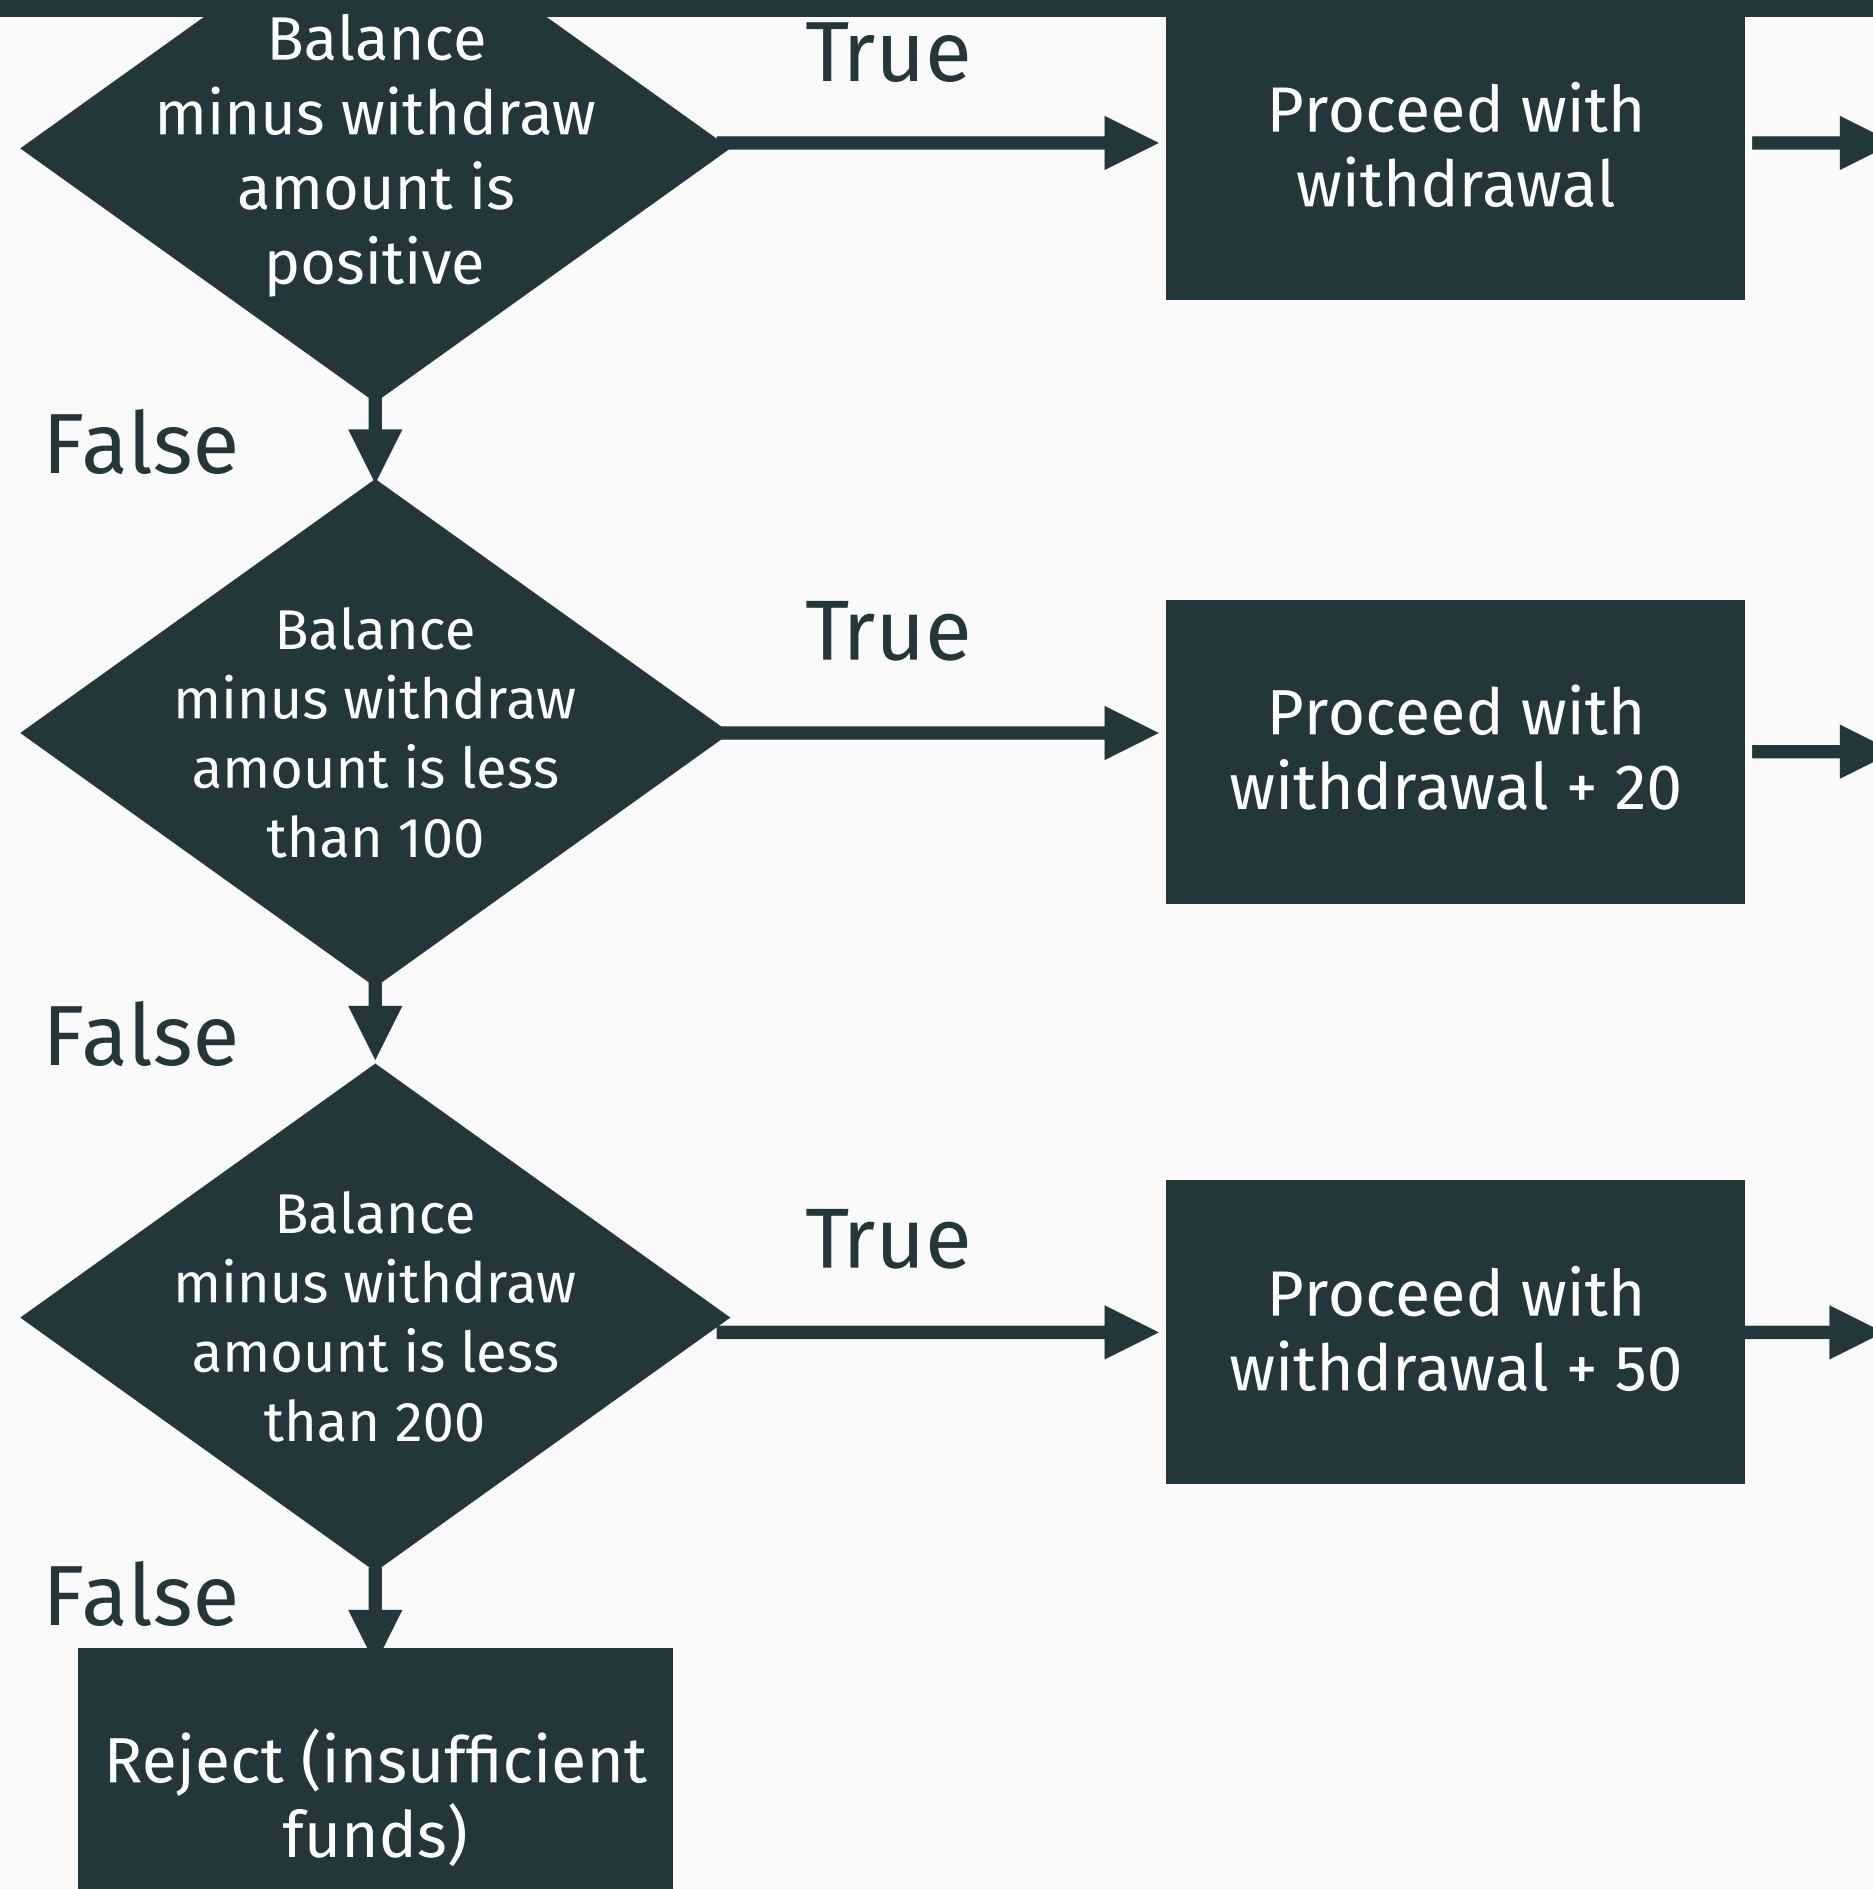 Balance
minus withdraw
amount is
positive
True
Proceed with
withdrawal
False
Balance
minus withdraw
amount is less
than 100
True
Proceed with
withdrawal + 20
False
Balance
minus withdraw
amount is less
than 200
True
Proceed with
withdrawal + 50
False
Reject (insufficient
funds)